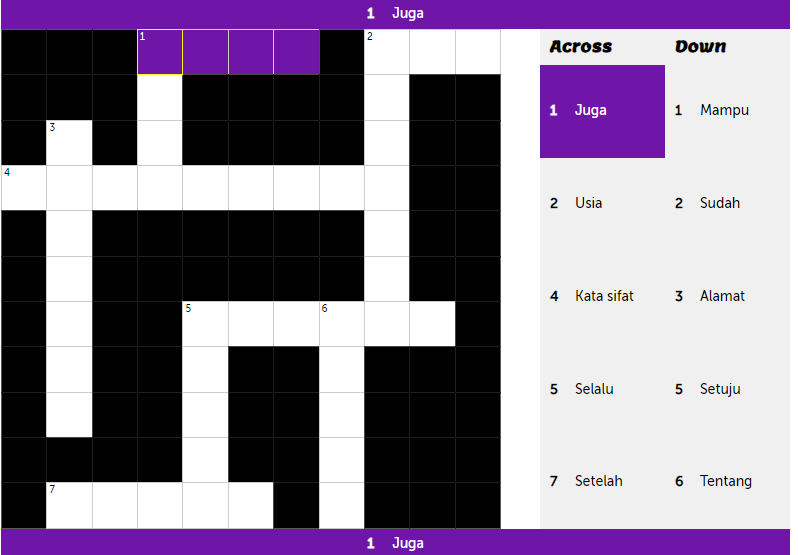 1 Juga
Across
Down
1 Juga
1 Mampu
2 Usia
2 Sudah
4 Kata sifat
3 Alamat
5 Selalu
5 Setuju
7 Setelah
6 Tentang
1
2
3
4
5
6
7
1 Juga